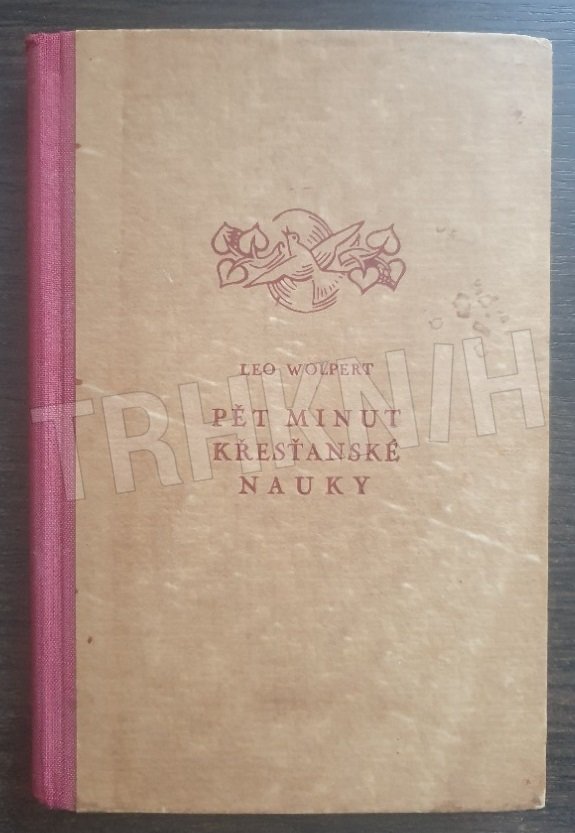 LEO WOLPERT
PĚT MINUT
KŘESŤANSKÉ
NAUKY
TRHKNIH